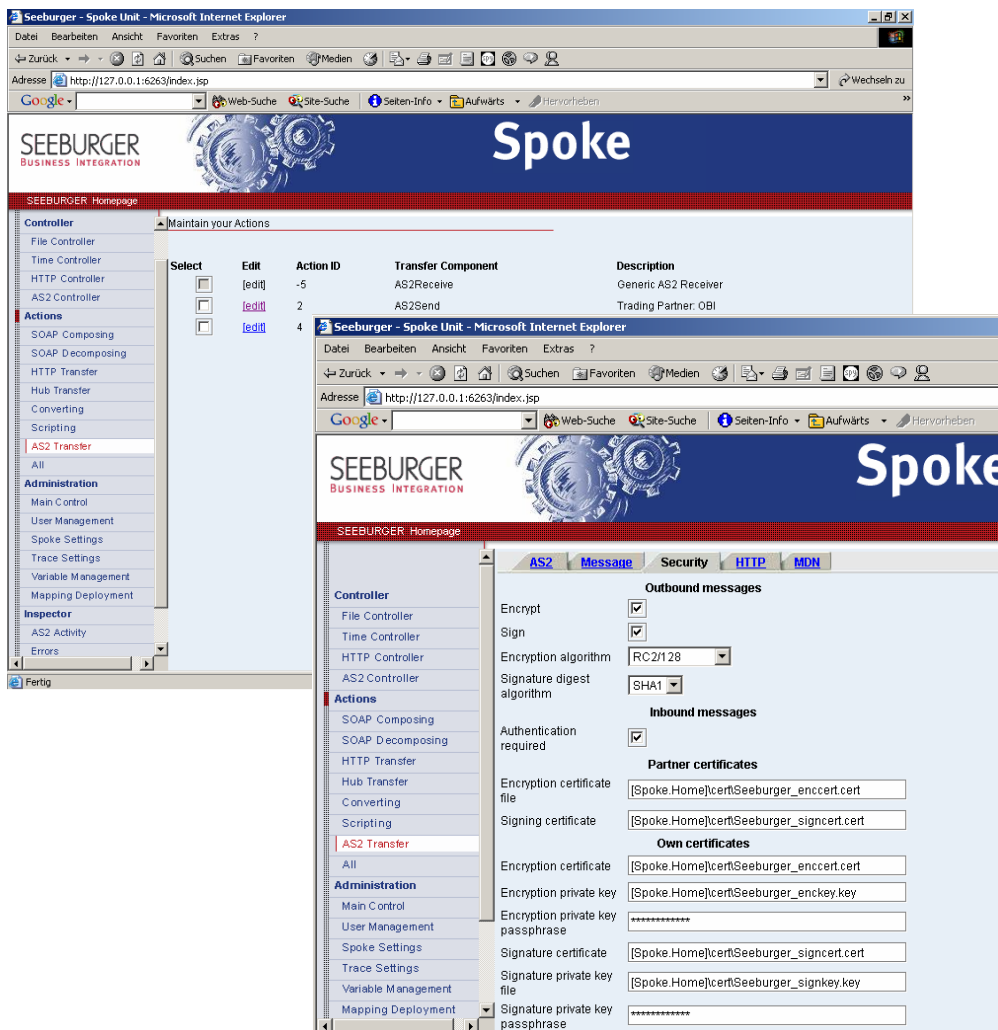 Seeburger - Spoke Unit - Microsoft Internet Explorer
Datei Bearbeiten Ansicht Favoriten Extras ?
Zurück Suchen Favoriten Medien
Adresse http://127.0.0.1:6263/index.jsp Wechseln zu
Google Web-Suche Site-Suche Seiten-Info Aufwärts Hervorheben »
SEEBURGER
BUSINESS INTEGRATION
Spoke
SEEBURGER Homepage
Controller
File Controller
Time Controller
HTTP Controller
AS2 Controller
Actions
SOAP Composing
SOAP Decomposing
HTTP Transfer
Hub Transfer
Converting
Scripting
AS2 Transfer
All
Administration
Main Control
User Management
Spoke Settings
Trace Settings
Variable Management
Mapping Deployment
Inspector
AS2 Activity
Errors
Fertig
Maintain your Actions
Select Edit Action ID Transfer Component Description
[edit] -5 AS2Receive Generic AS2 Receiver
[edit] 2 AS2Send Trading Partner: OBI
[edit] 4
Seeburger - Spoke Unit - Microsoft Internet Explorer
Datei Bearbeiten Ansicht Favoriten Extras ?
Zurück Suchen Favoriten Medien
Adresse http://127.0.0.1:6263/index.jsp
Google Web-Suche Site-Suche Seiten-Info Aufwärts Hervorheben
SEEBURGER
BUSINESS INTEGRATION
Spoke
SEEBURGER Homepage
Controller
File Controller
Time Controller
HTTP Controller
AS2 Controller
Actions
SOAP Composing
SOAP Decomposing
HTTP Transfer
Hub Transfer
Converting
Scripting
AS2 Transfer
All
Administration
Main Control
User Management
Spoke Settings
Trace Settings
Variable Management
Mapping Deployment
AS2 Message Security HTTP MDN
Outbound messages
Encrypt
Sign
Encryption algorithm RC2/128
Signature digest
algorithm SHA1
Inbound messages
Authentication
required
Partner certificates
Encryption certificate
file [Spoke.Home]\cert\Seeburger_enccert.cert
Signing certificate [Spoke.Home]\cert\Seeburger_signcert.cert
Own certificates
Encryption certificate [Spoke.Home]\cert\Seeburger_enccert.cert
Encryption private key [Spoke.Home]\cert\Seeburger_enckey.key
Encryption private key
passphrase ************
Signature certificate [Spoke.Home]\cert\Seeburger_signcert.cert
Signature private key
file [Spoke.Home]\cert\Seeburger_signkey.key
Signature private key
passphrase ************